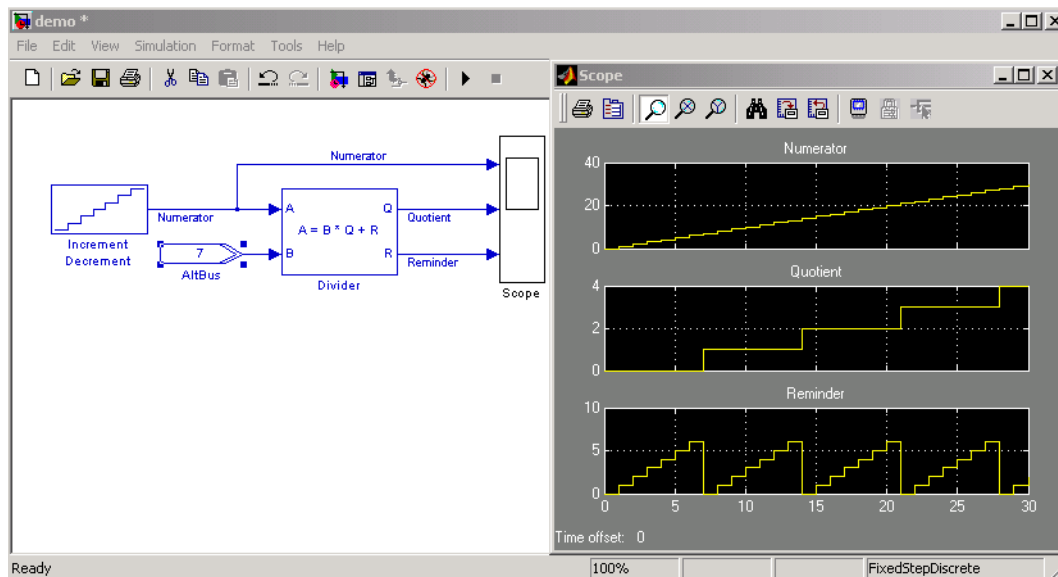 demo *
File Edit View Simulation Format Tools Help
Numerator
Numerator
Increment
Decrement
7
AltBus
A
B
A = B * Q + R
Q
R
Divider
Quotient
Reminder
Scope
Scope
Numerator
40
20
0
Quotient
4
2
0
Reminder
10
5
0
0 5 10 15 20 25 30
Time offset: 0
Ready
100%
FixedStepDiscrete